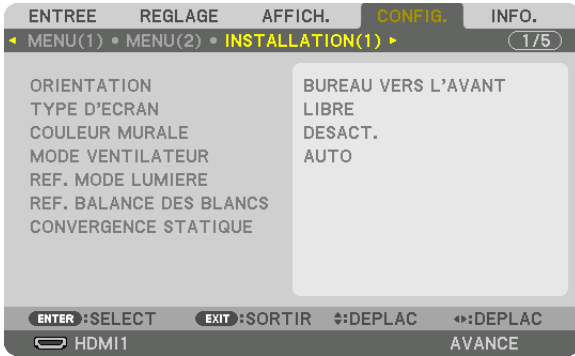 ENTREE REGLAGE AFFICH. CONFIG. INFO.
◄ MENU(1) • MENU(2) • INSTALLATION(1) ► 1/5
ORIENTATION BUREAU VERS L'AVANT
TYPE D'ECRAN LIBRE
COULEUR MURALE DESACT.
MODE VENTILATEUR AUTO
REF. MODE LUMIERE
REF. BALANCE DES BLANCS
CONVERGENCE STATIQUE
ENTER :SELECT EXIT :SORTIR :DEPLAC :DEPLAC
HDMI1 AVANCE